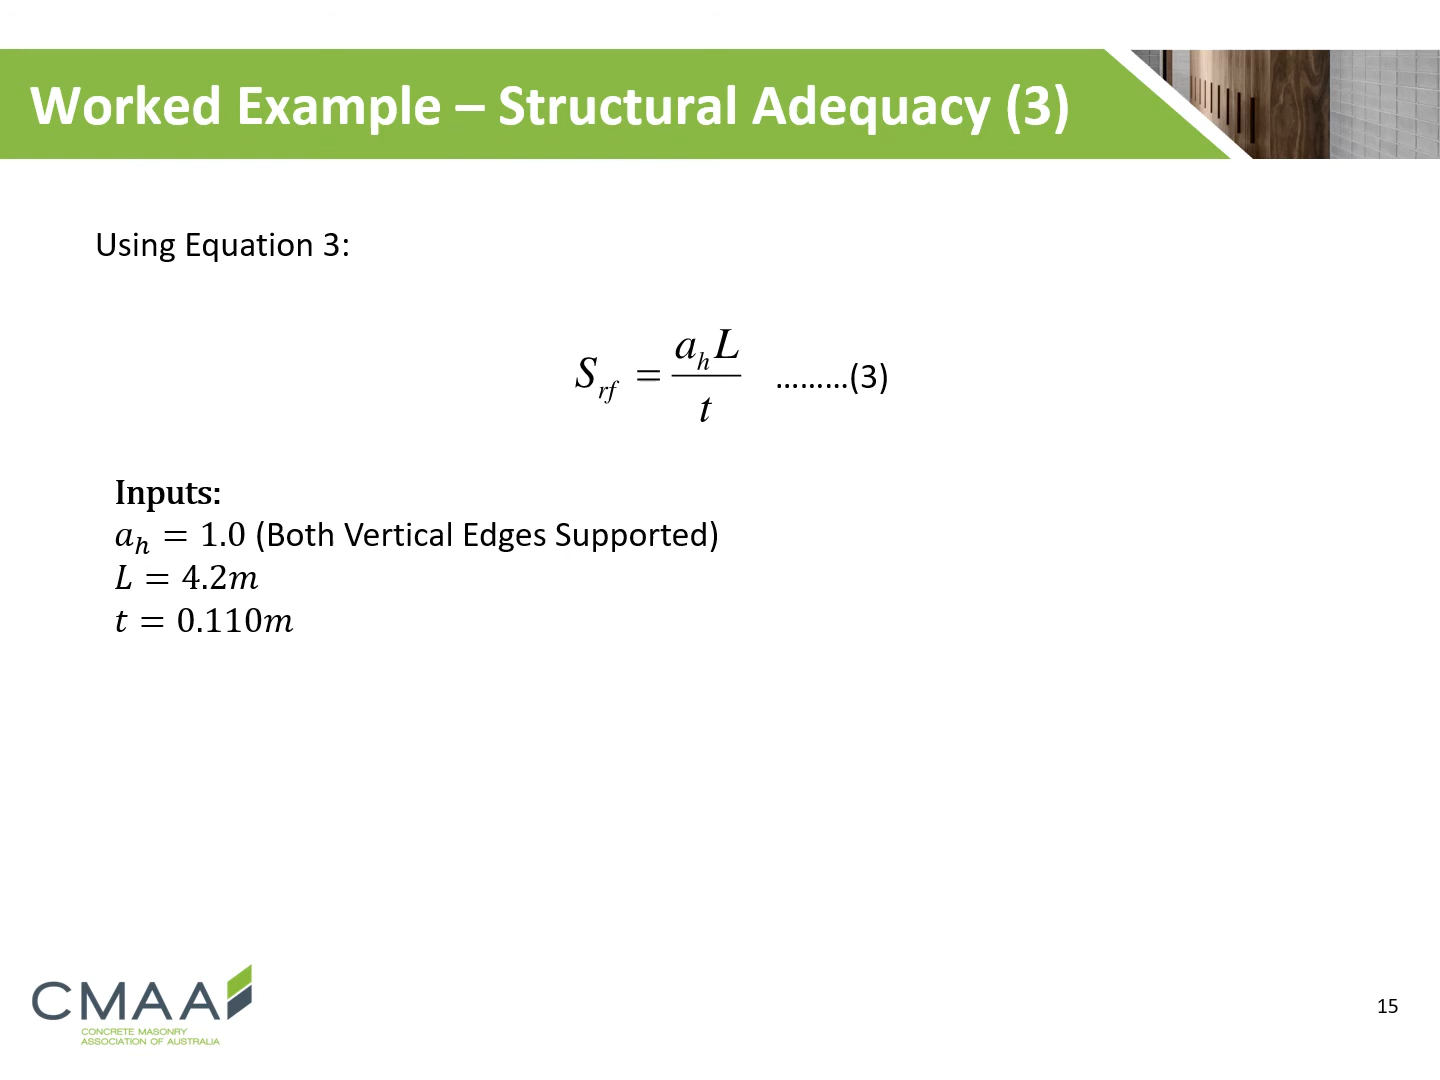 Worked Example – Structural Adequacy (3)
Using Equation 3:
S_rf = a_h L / t ………(3)
Inputs:
a_h = 1.0 (Both Vertical Edges Supported)
L = 4.2m
t = 0.110m
CMAA
CONCRETE MASONRY
ASSOCIATION OF AUSTRALIA
15